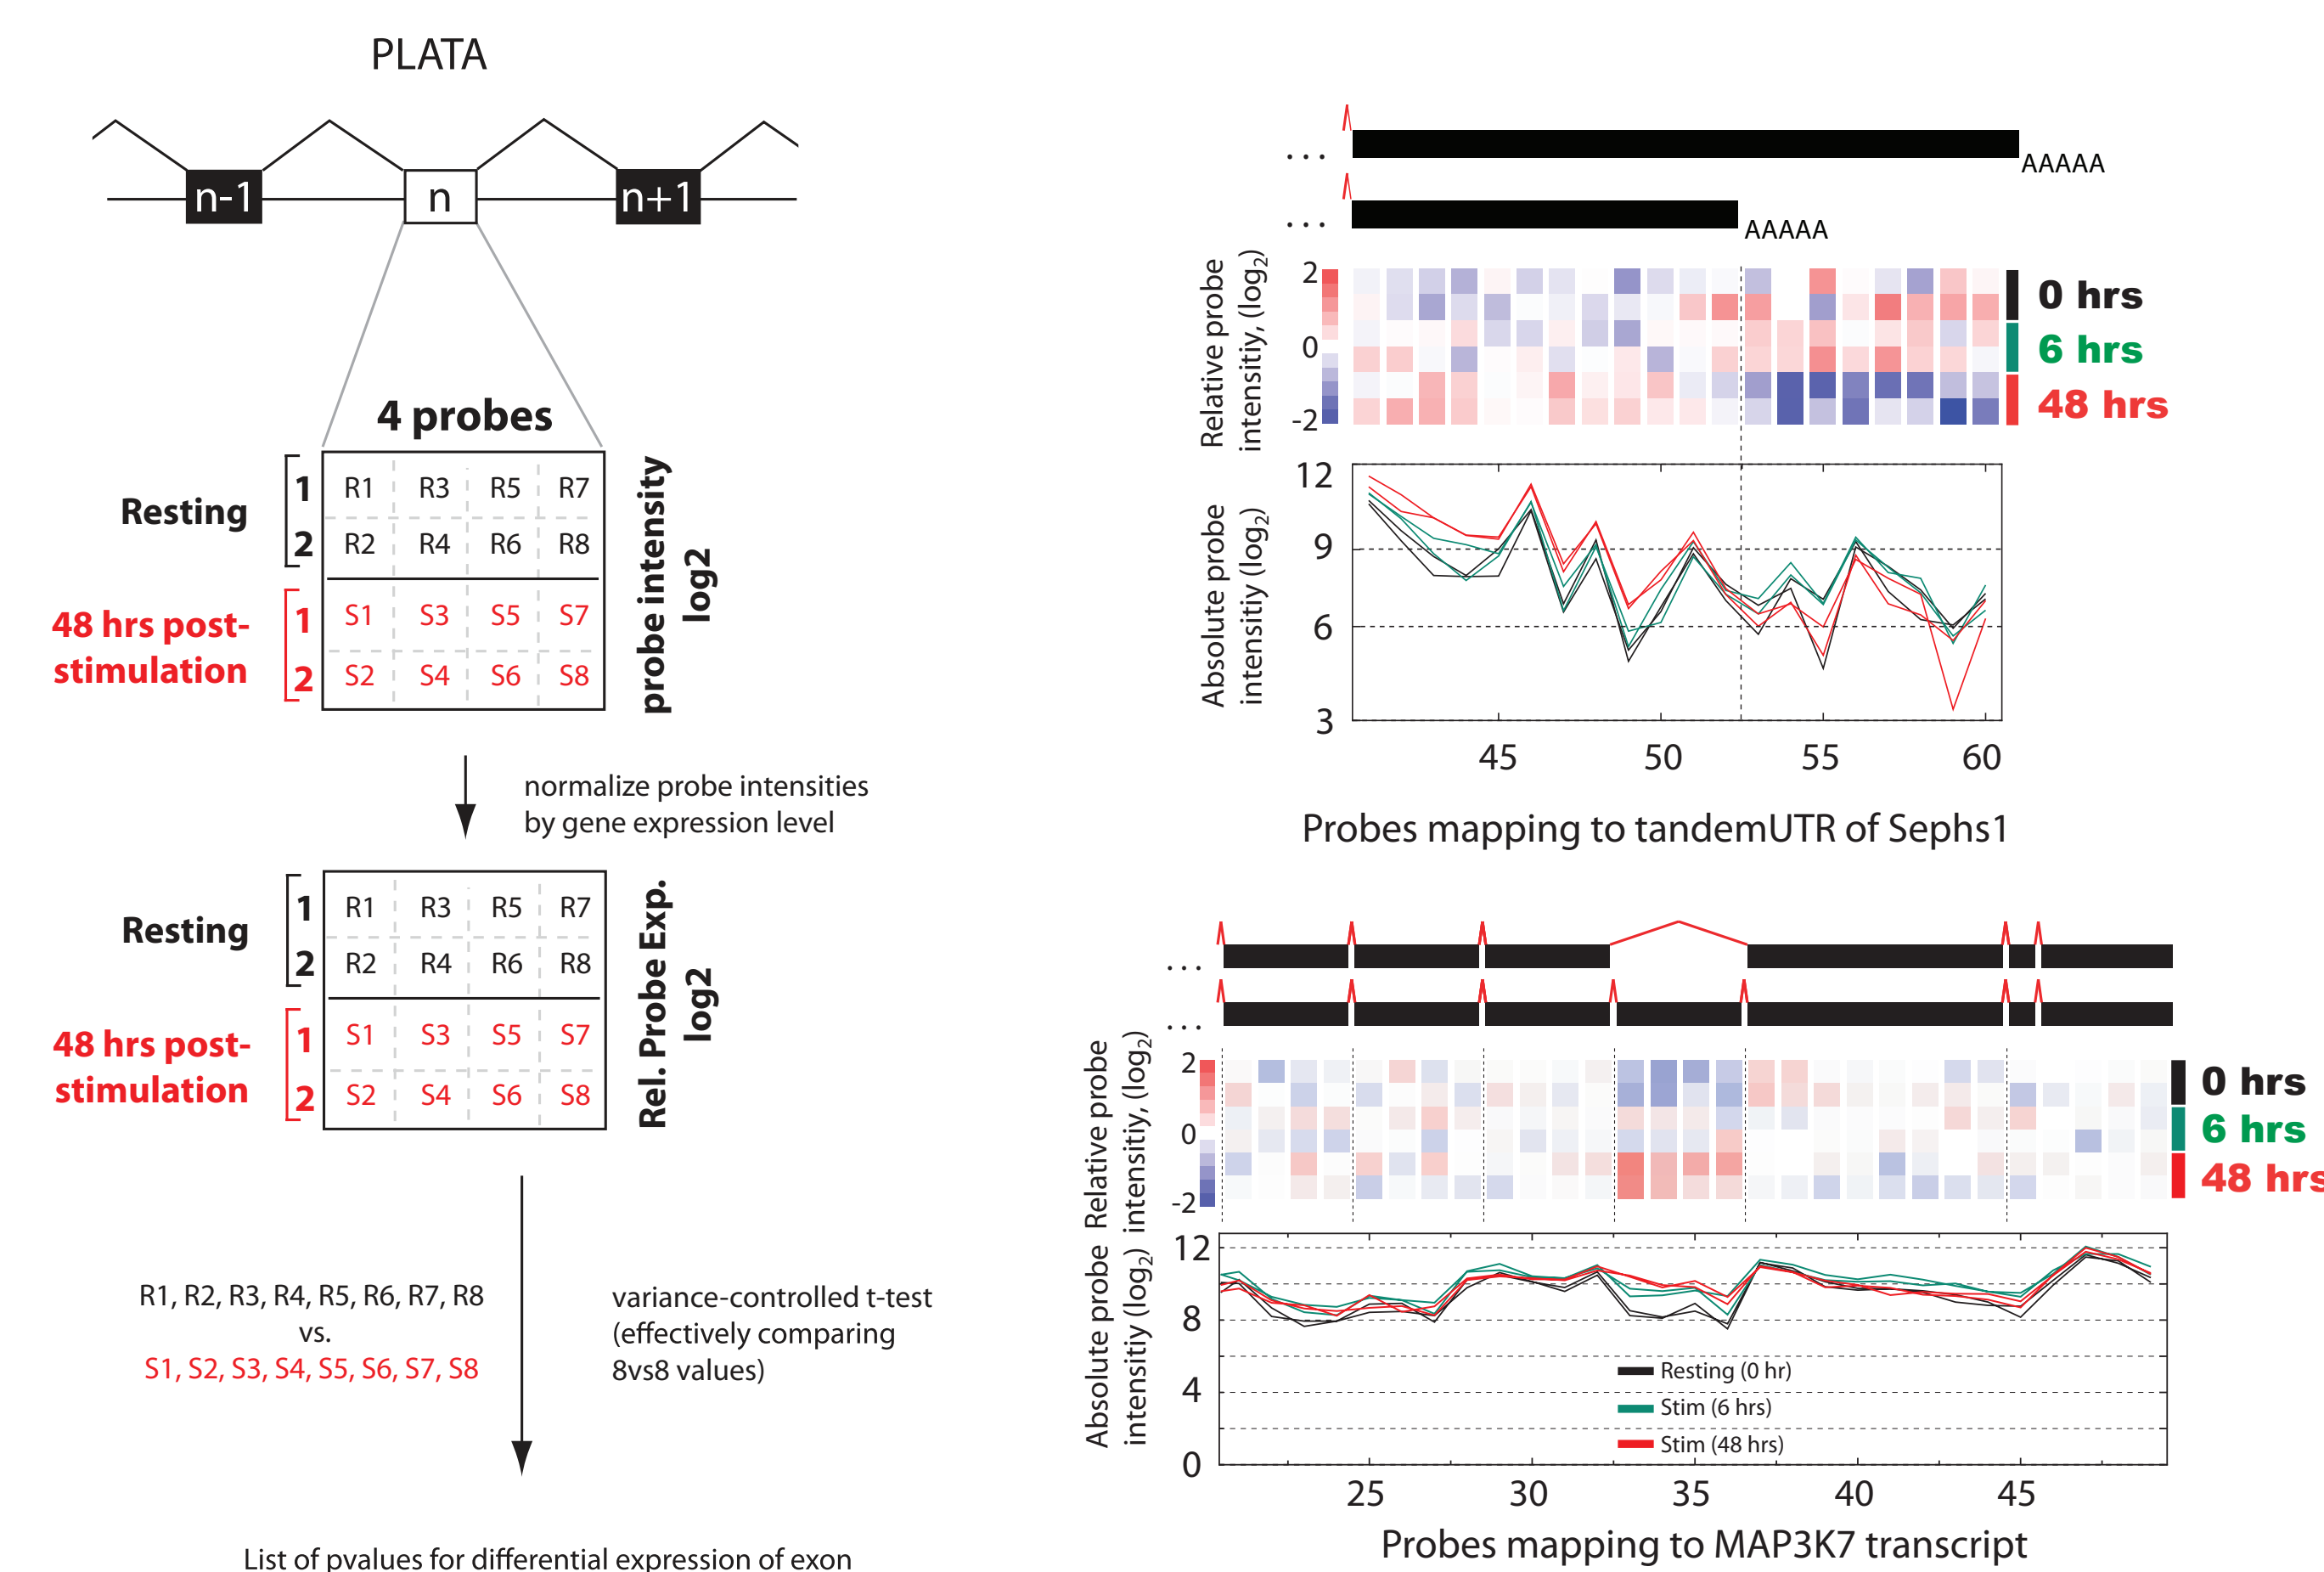 PLATA
n-1
n
n+1
4 probes
Resting
1
R1 R3 R5 R7
2
R2 R4 R6 R8
48 hrs post-
stimulation
1
S1 S3 S5 S7
2
S2 S4 S6 S8
probe intensity
log2
normalize probe intensities
by gene expression level
Resting
1
R1 R3 R5 R7
2
R2 R4 R6 R8
48 hrs post-
stimulation
1
S1 S3 S5 S7
2
S2 S4 S6 S8
Rel. Probe Exp.
log2
R1, R2, R3, R4, R5, R6, R7, R8
vs.
S1, S2, S3, S4, S5, S6, S7, S8
variance-controlled t-test
(effectively comparing
8vs8 values)
List of pvalues for differential expression of exon
...
AAAAA
...
AAAAA
Relative probe
intensitiy, (log2)
2
0
-2
0 hrs
6 hrs
48 hrs
Absolute probe
intensitiy (log2)
12
9
6
3
45 50 55 60
Probes mapping to tandemUTR of Sephs1
...
...
Relative probe
intensitiy, (log2)
2
0
-2
0 hrs
6 hrs
48 hrs
Absolute probe
intensitiy (log2)
12
8
4
0
Resting (0 hr)
Stim (6 hrs)
Stim (48 hrs)
25 30 35 40 45
Probes mapping to MAP3K7 transcript